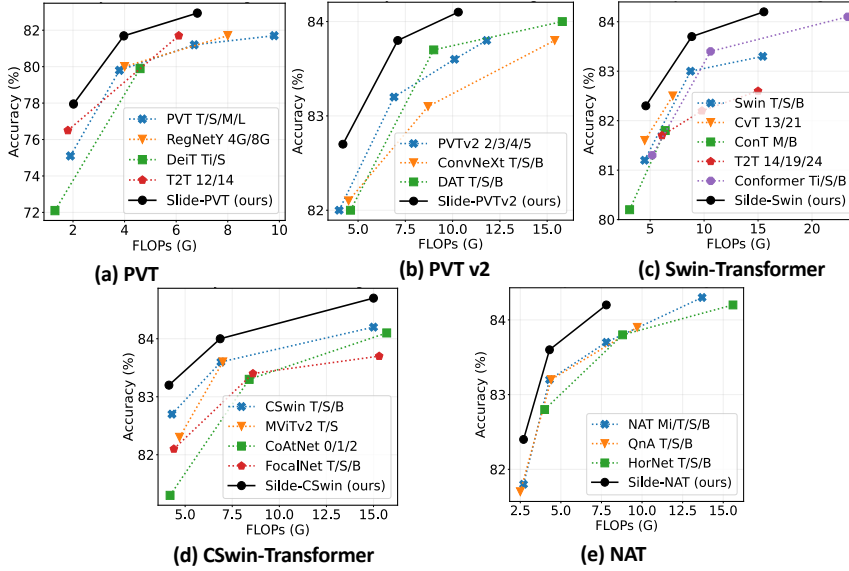 Accuracy (%)
82
80
78
76
74
72
PVT T/S/M/L
RegNetY 4G/8G
DeiT Ti/S
T2T 12/14
Slide-PVT (ours)
2
4
6
8
10
FLOPs (G)
(a) PVT
Accuracy (%)
84
83
82
PVTv2 2/3/4/5
ConvNeXt T/S/B
DAT T/S/B
Slide-PVTv2 (ours)
5.0
7.5
10.0
12.5
15.0
FLOPs (G)
(b) PVT v2
Accuracy (%)
84
83
82
81
80
Swin T/S/B
CvT 13/21
ConT M/B
T2T 14/19/24
Conformer Ti/S/B
Silde-Swin (ours)
5
10
15
20
FLOPs (G)
(c) Swin-Transformer
Accuracy (%)
84
83
82
CSwin T/S/B
MViTv2 T/S
CoAtNet 0/1/2
FocalNet T/S/B
Silde-CSwin (ours)
5.0
7.5
10.0
12.5
15.0
FLOPs (G)
(d) CSwin-Transformer
Accuracy (%)
84
83
82
NAT Mi/T/S/B
QnA T/S/B
HorNet T/S/B
Silde-NAT (ours)
2.5
5.0
7.5
10.0
12.5
15.0
FLOPs (G)
(e) NAT